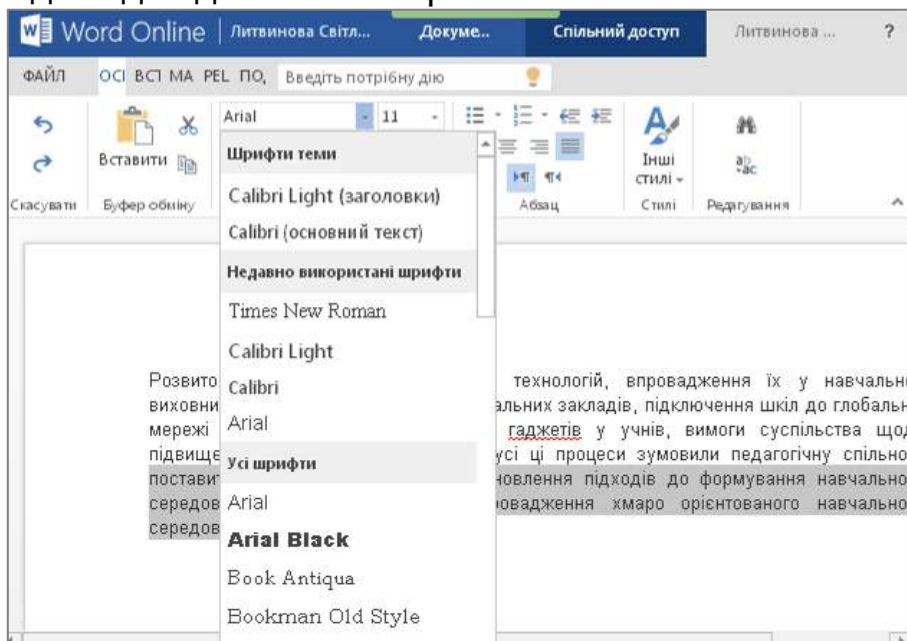 Word Online | Литвинова Світл... Докуме... Спільний доступ Литвинова ... ?
ФАЙЛ ОСІ ВСТ МА РЕL ПО, Введіть потрібну дію
Arial 11
Вставити
Інші стилі
Скасувати Буфер обміну Абзац Стилі Редагування
Шрифти теми
Calibri Light (заголовки)
Calibri (основний текст)
Недавно використані шрифти
Times New Roman
Calibri Light
Calibri
Arial
Усі шрифти
Arial
Arial Black
Book Antiqua
Bookman Old Style
Розвито технологій, впровадження їх у навчальн
виховни альних закладів, підключення шкіл до глобальн
мережі гаджетів у учнів, вимоги суспільства щод
підвище усі ці процеси зумовили педагогічну спільно
постави новлення підходів до формування навчально
середов овадження хмаро орієнтованого навчально
середов